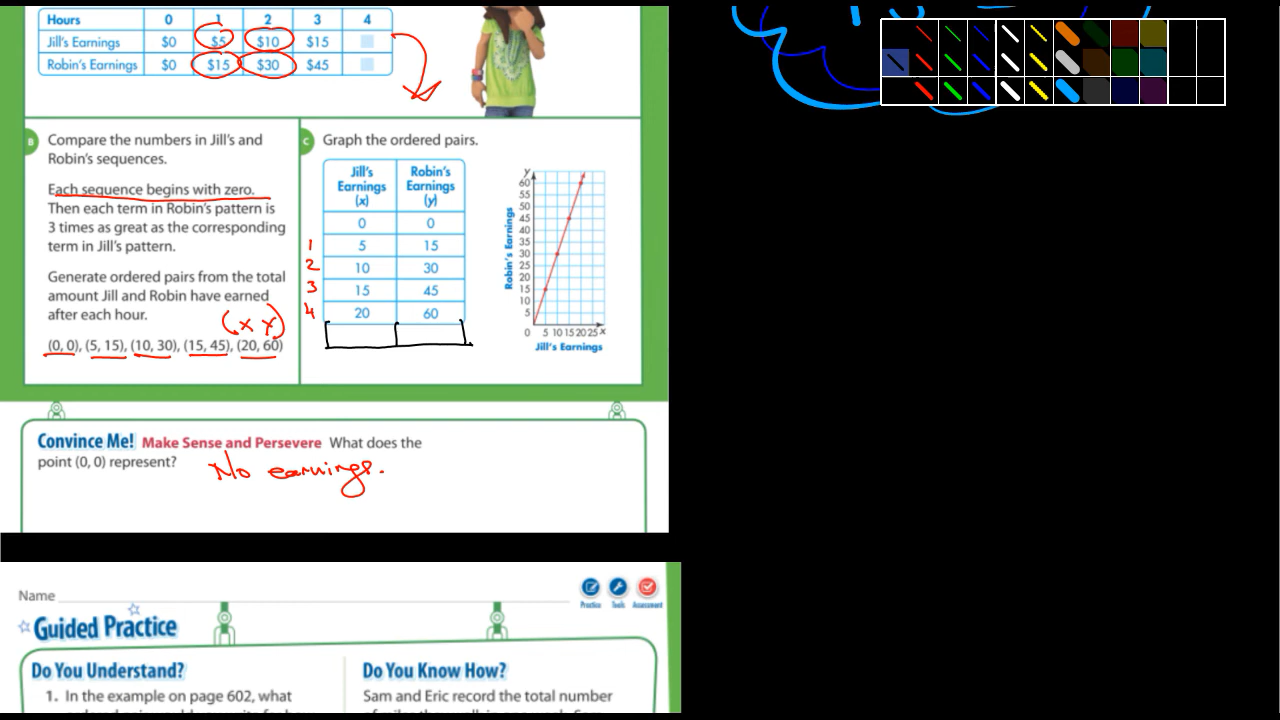 Hours 0 1 2 3 4
Jill's Earnings $0 $5 $10 $15
Robin's Earnings $0 $15 $30 $45
B Compare the numbers in Jill's and
Robin's sequences.
Each sequence begins with zero.
Then each term in Robin's pattern is
3 times as great as the corresponding
term in Jill's pattern.
Generate ordered pairs from the total
amount Jill and Robin have earned
after each hour.
(x y)
(0, 0), (5, 15), (10, 30), (15, 45), (20, 60)
C Graph the ordered pairs.
Jill's Robin's
Earnings Earnings
(x) (y)
0 0
1 5 15
2 10 30
3 15 45
4 20 60
y
60
55
50
45
40
35
30
25
20
15
10
5
0 5 10 15 20 25 x
Robin's Earnings
Jill's Earnings
Convince Me! Make Sense and Persevere What does the
point (0, 0) represent?
No earnings.
Name
Practice Tools Assessment
Guided Practice
Do You Understand?
1. In the example on page 602, what
Do You Know How?
Sam and Eric record the total number